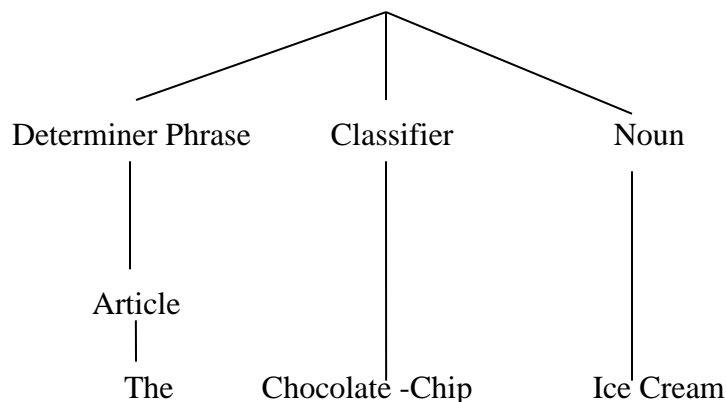 Determiner Phrase Classifier Noun
Article
The Chocolate -Chip Ice Cream